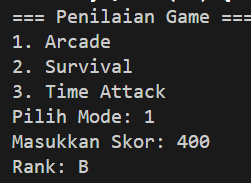 === Penilaian Game ===
1. Arcade
2. Survival
3. Time Attack
Pilih Mode: 1
Masukkan Skor: 400
Rank: B